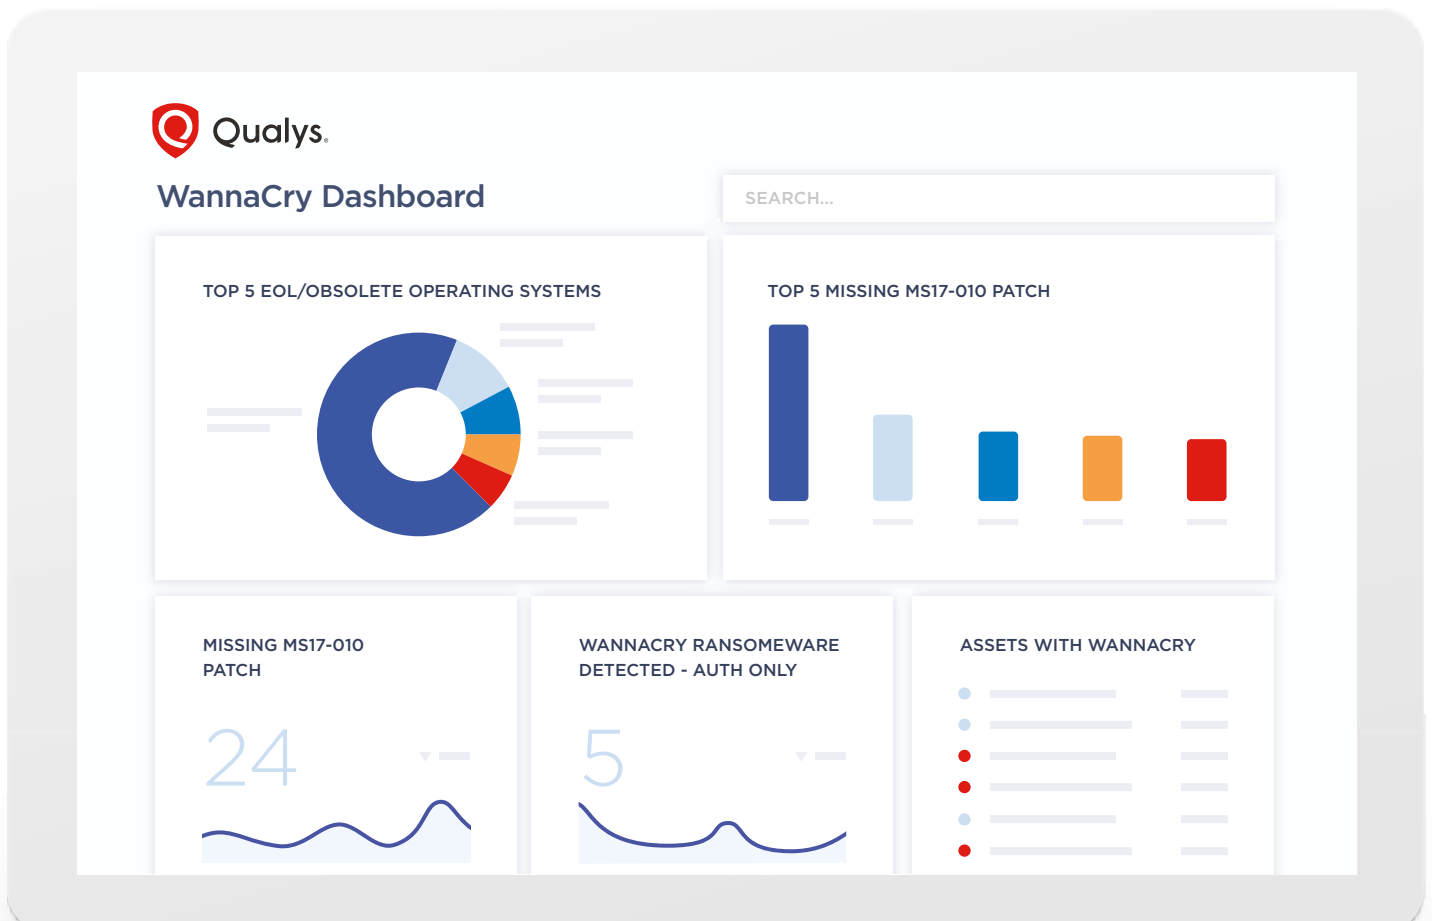 Qualys®
WannaCry Dashboard
SEARCH...
TOP 5 EOL/OBSOLETE OPERATING SYSTEMS
TOP 5 MISSING MS17-010 PATCH
MISSING MS17-010
PATCH
24
WANNACRY RANSOMEWARE
DETECTED - AUTH ONLY
5
ASSETS WITH WANNACRY